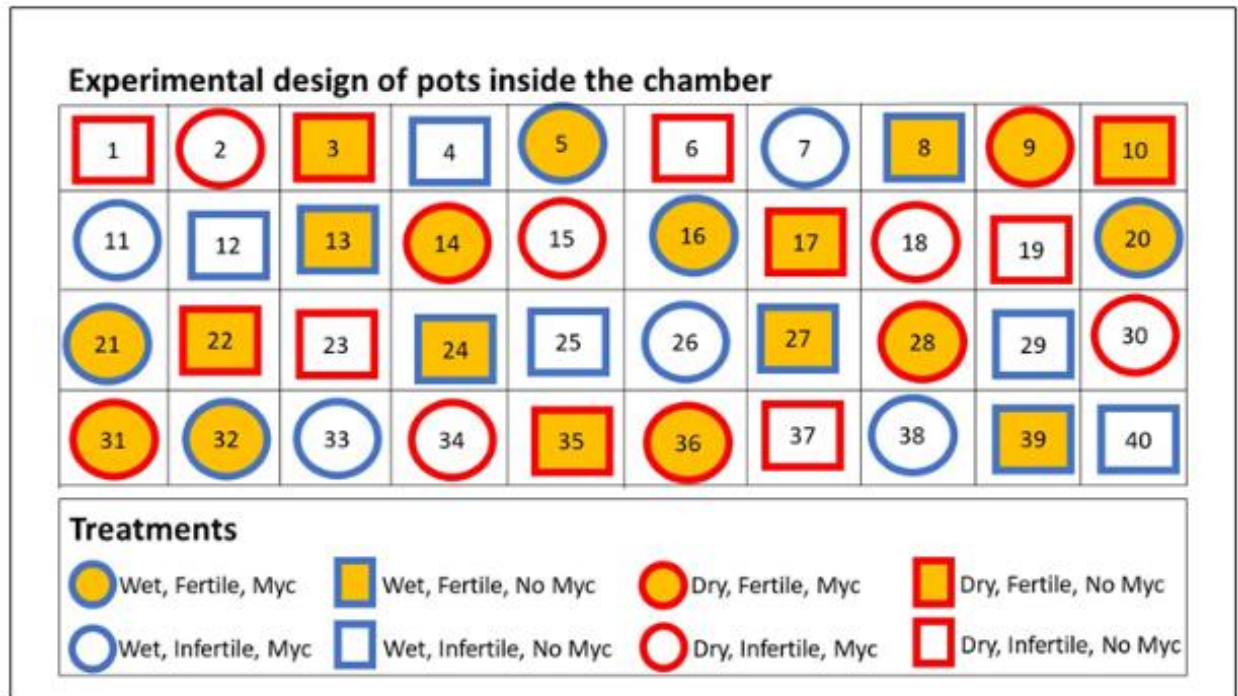 Experimental design of pots inside the chamber
1 2 3 4 5 6 7 8 9 10
11 12 13 14 15 16 17 18 19 20
21 22 23 24 25 26 27 28 29 30
31 32 33 34 35 36 37 38 39 40
Treatments
Wet, Fertile, Myc Wet, Fertile, No Myc Dry, Fertile, Myc Dry, Fertile, No Myc
Wet, Infertile, Myc Wet, Infertile, No Myc Dry, Infertile, Myc Dry, Infertile, No Myc